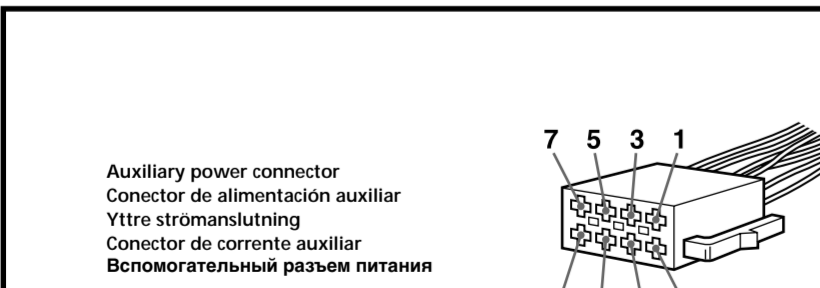 7 5 3 1
Auxiliary power connector
Conector de alimentación auxiliar
Yttre strömanslutning
Conector de corrente auxiliar
Вспомогательный разъем питания